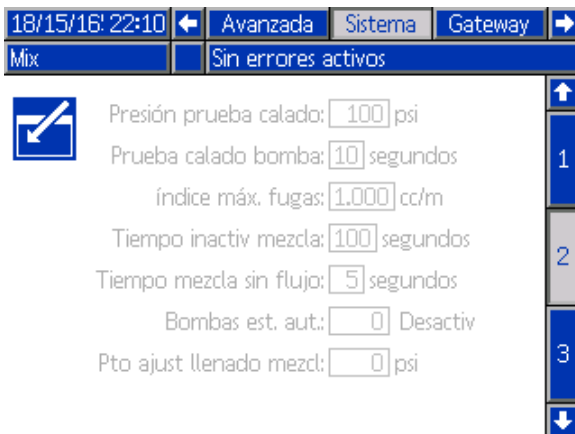 18/15/16! 22:10 Avanzada Sistema Gateway
Mix Sin errores activos
Presión prueba calado: 100 psi
Prueba calado bomba: 10 segundos
índice máx. fugas: 1.000 cc/m
Tiempo inactiv mezcla: 100 segundos
Tiempo mezcla sin flujo: 5 segundos
Bombas est. aut.: 0 Desactiv
Pto ajust llenado mezcl: 0 psi
1
2
3